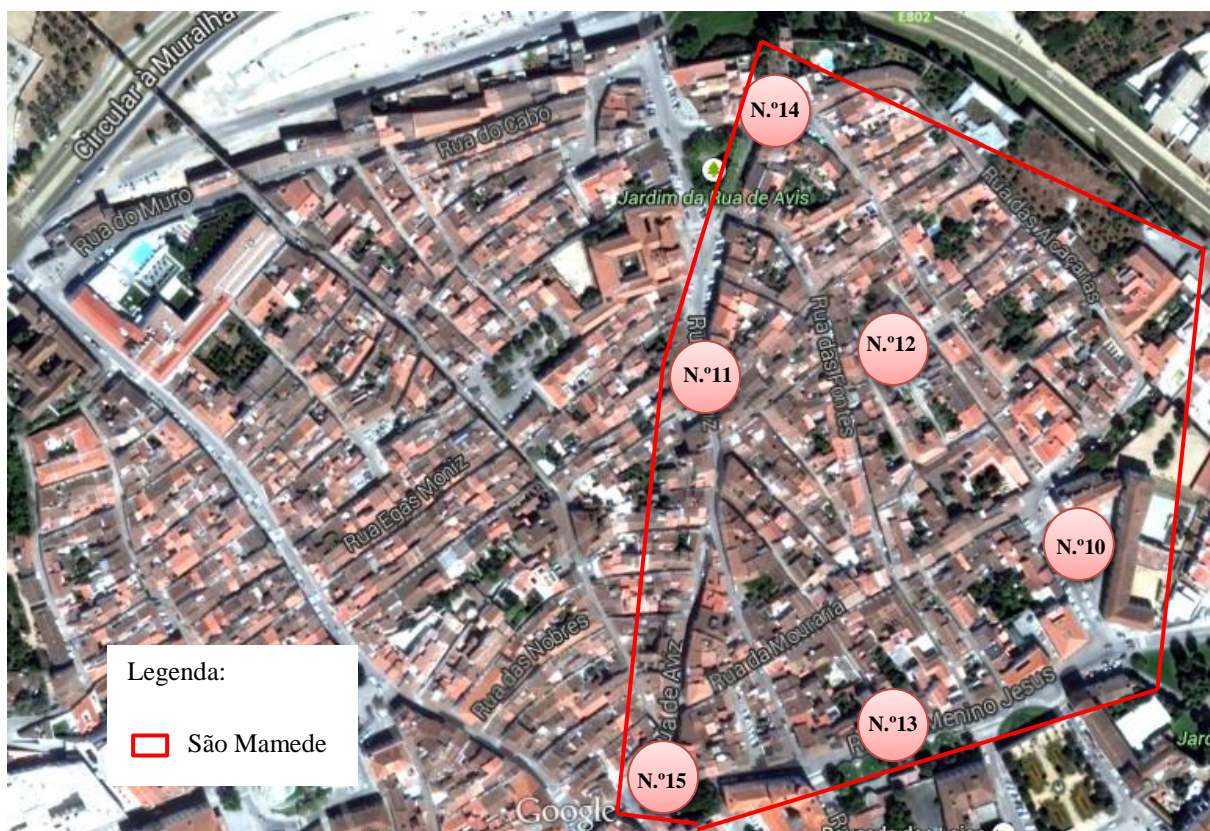 E802
Circular à Muralha
N.º14
Rua do Cabo
Jardim da Rua de Avis
Rua das Alcaçarias
Rua do Muro
Rua das Fontes
N.º12
N.º11
Rua Egas Moniz
N.º10
Rua da Mouraria
Rua das Nobres
Rua de Aviz
Menino Jesus
N.º13
Legenda:
São Mamede
N.º15
Google